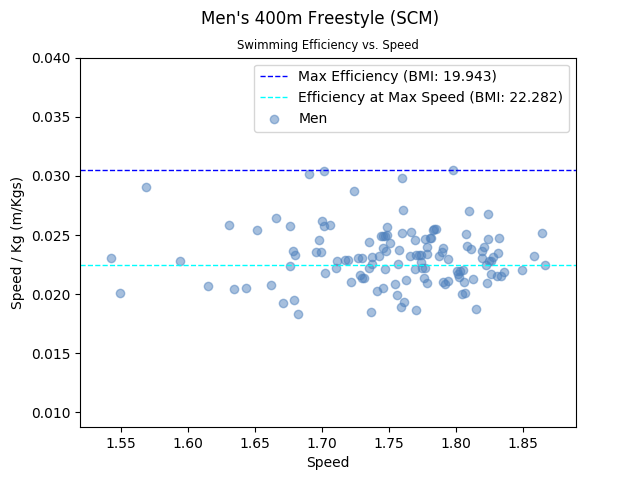 Men's 400m Freestyle (SCM)
Swimming Efficiency vs. Speed
Max Efficiency (BMI: 19.943)
Efficiency at Max Speed (BMI: 22.282)
Men
Speed / Kg (m/Kgs)
0.040
0.035
0.030
0.025
0.020
0.015
0.010
1.55 1.60 1.65 1.70 1.75 1.80 1.85
Speed